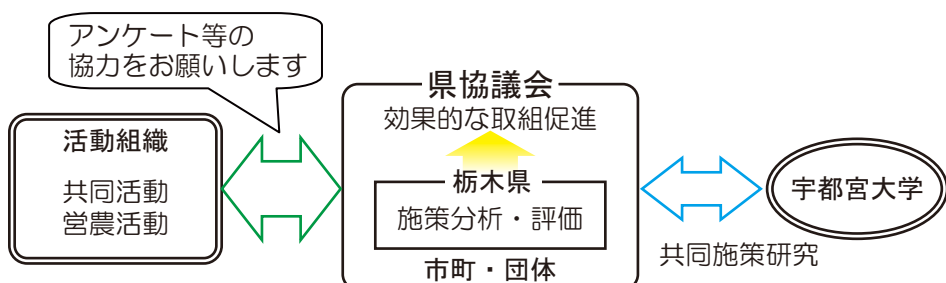 アンケート等の
協力をお願いします
活動組織
共同活動
営農活動
県協議会
効果的な取組促進
栃木県
施策分析・評価
市町・団体
宇都宮大学
共同施策研究